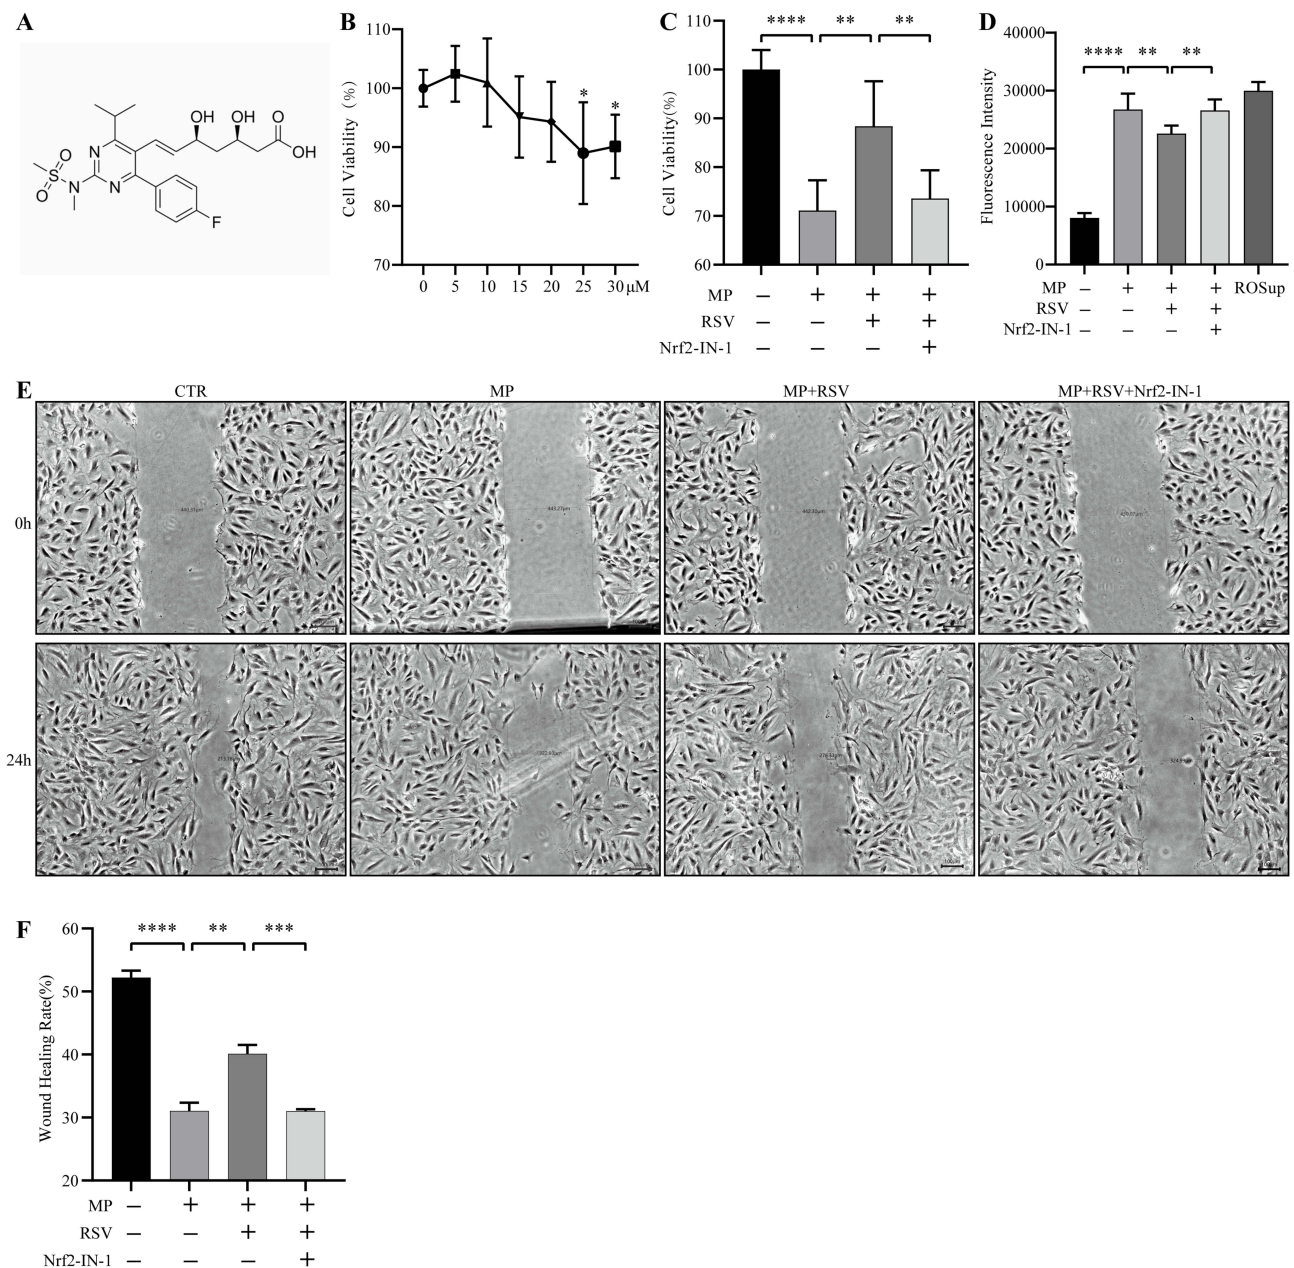 A
OH OH O
OH
N
N
O
S
O
N
F
B
110
100
90
80
70
Cell Viability (%)
* *
0 5 10 15 20 25 30 μM
C
110
100
90
80
70
60
Cell Viability(%)
**** ** **
MP − + + +
RSV − − + +
Nrf2-IN-1 − − − +
D
40000
30000
20000
10000
0
Fluorescence Intensity
**** ** **
MP − + + + ROSup
RSV − − + +
Nrf2-IN-1 − − − +
E
CTR MP MP+RSV MP+RSV+Nrf2-IN-1
0h
24h
100μm
F
60
50
40
30
20
Wound Healing Rate(%)
**** ** ***
MP − + + +
RSV − − + +
Nrf2-IN-1 − − − +